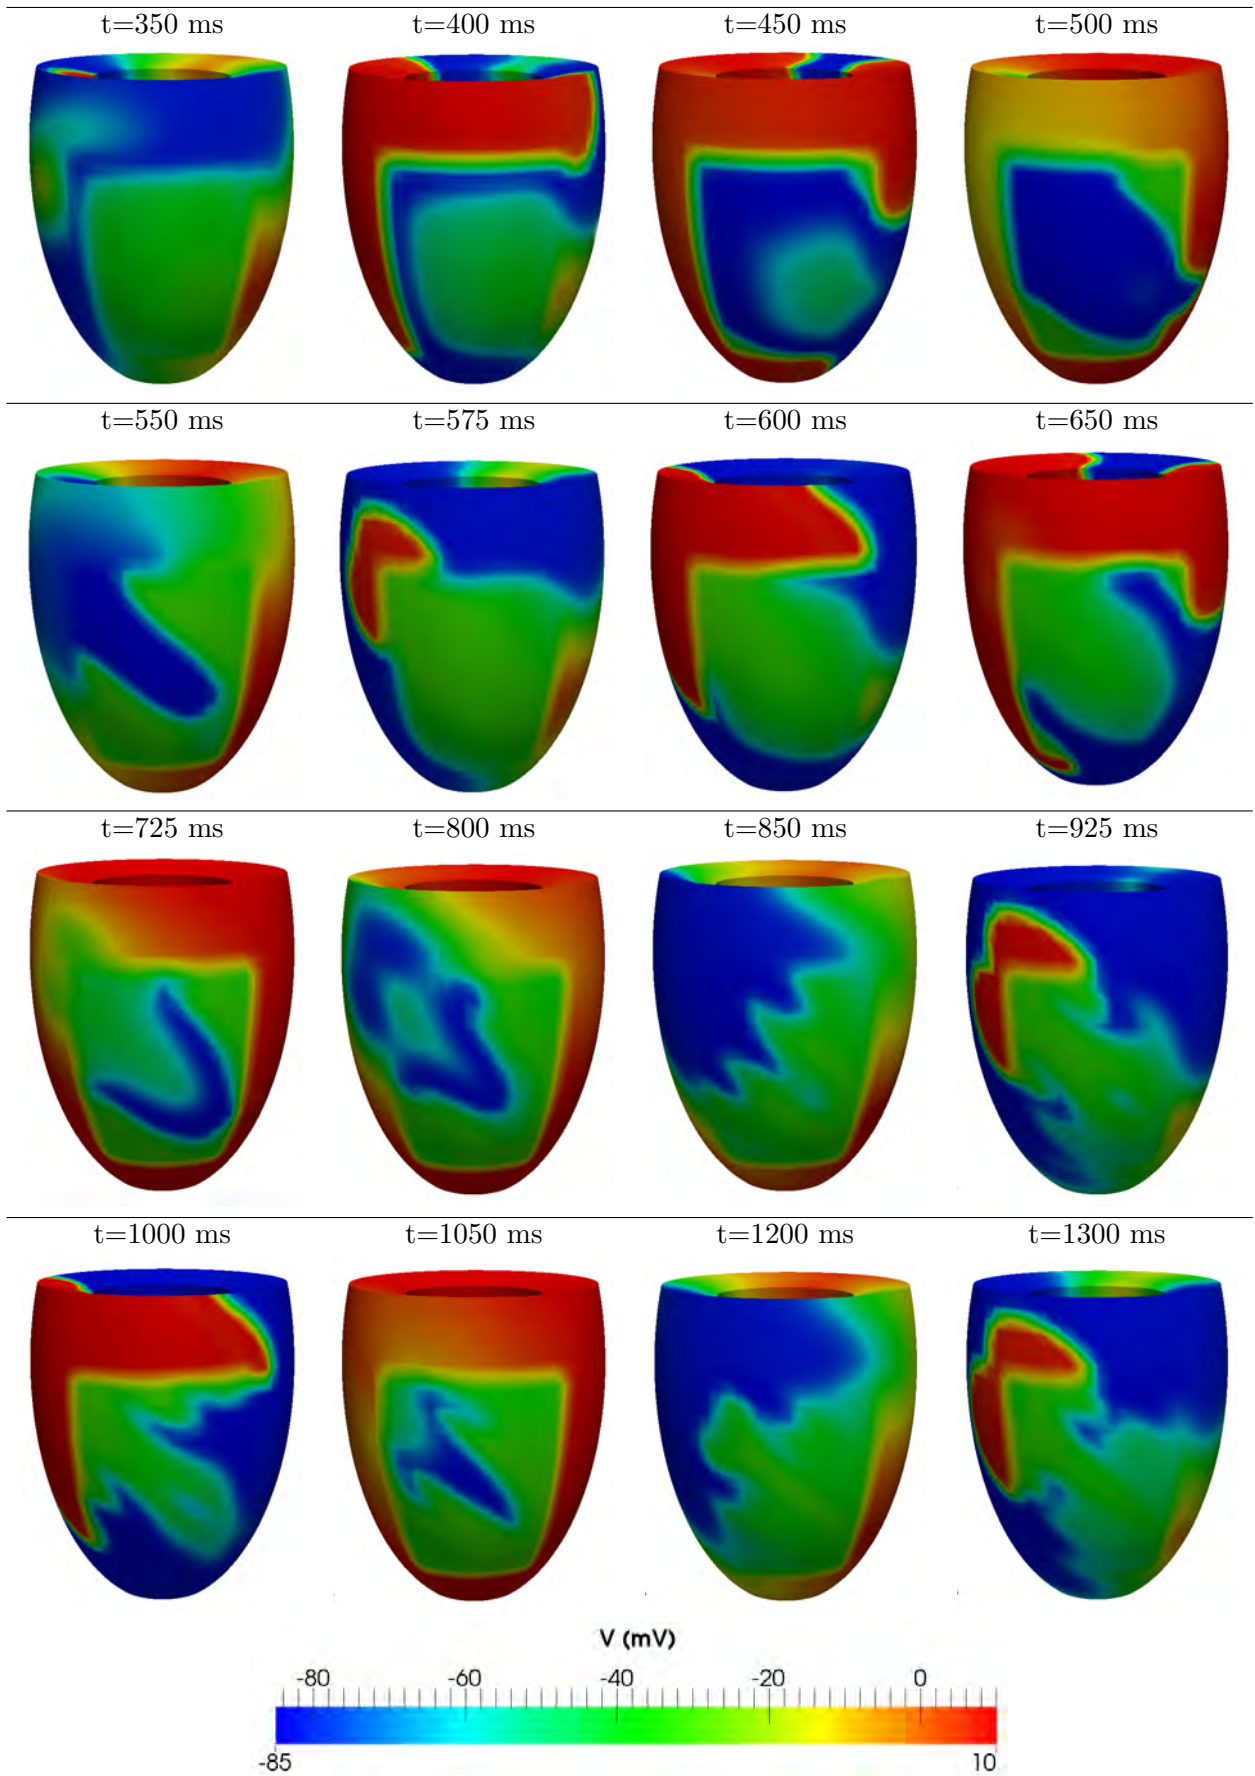 t=350 ms t=400 ms t=450 ms t=500 ms
t=550 ms t=575 ms t=600 ms t=650 ms
t=725 ms t=800 ms t=850 ms t=925 ms
t=1000 ms t=1050 ms t=1200 ms t=1300 ms
V (mV)
-80 -60 -40 -20 0
-85 10